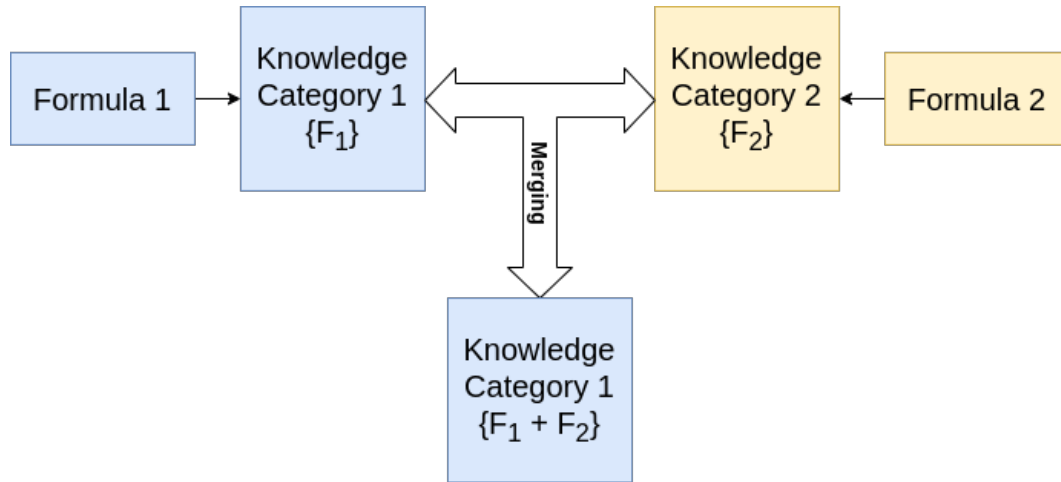 Formula 1
Knowledge
Category 1
{F₁}
Knowledge
Category 2
{F₂}
Formula 2
Merging
Knowledge
Category 1
{F₁ + F₂}